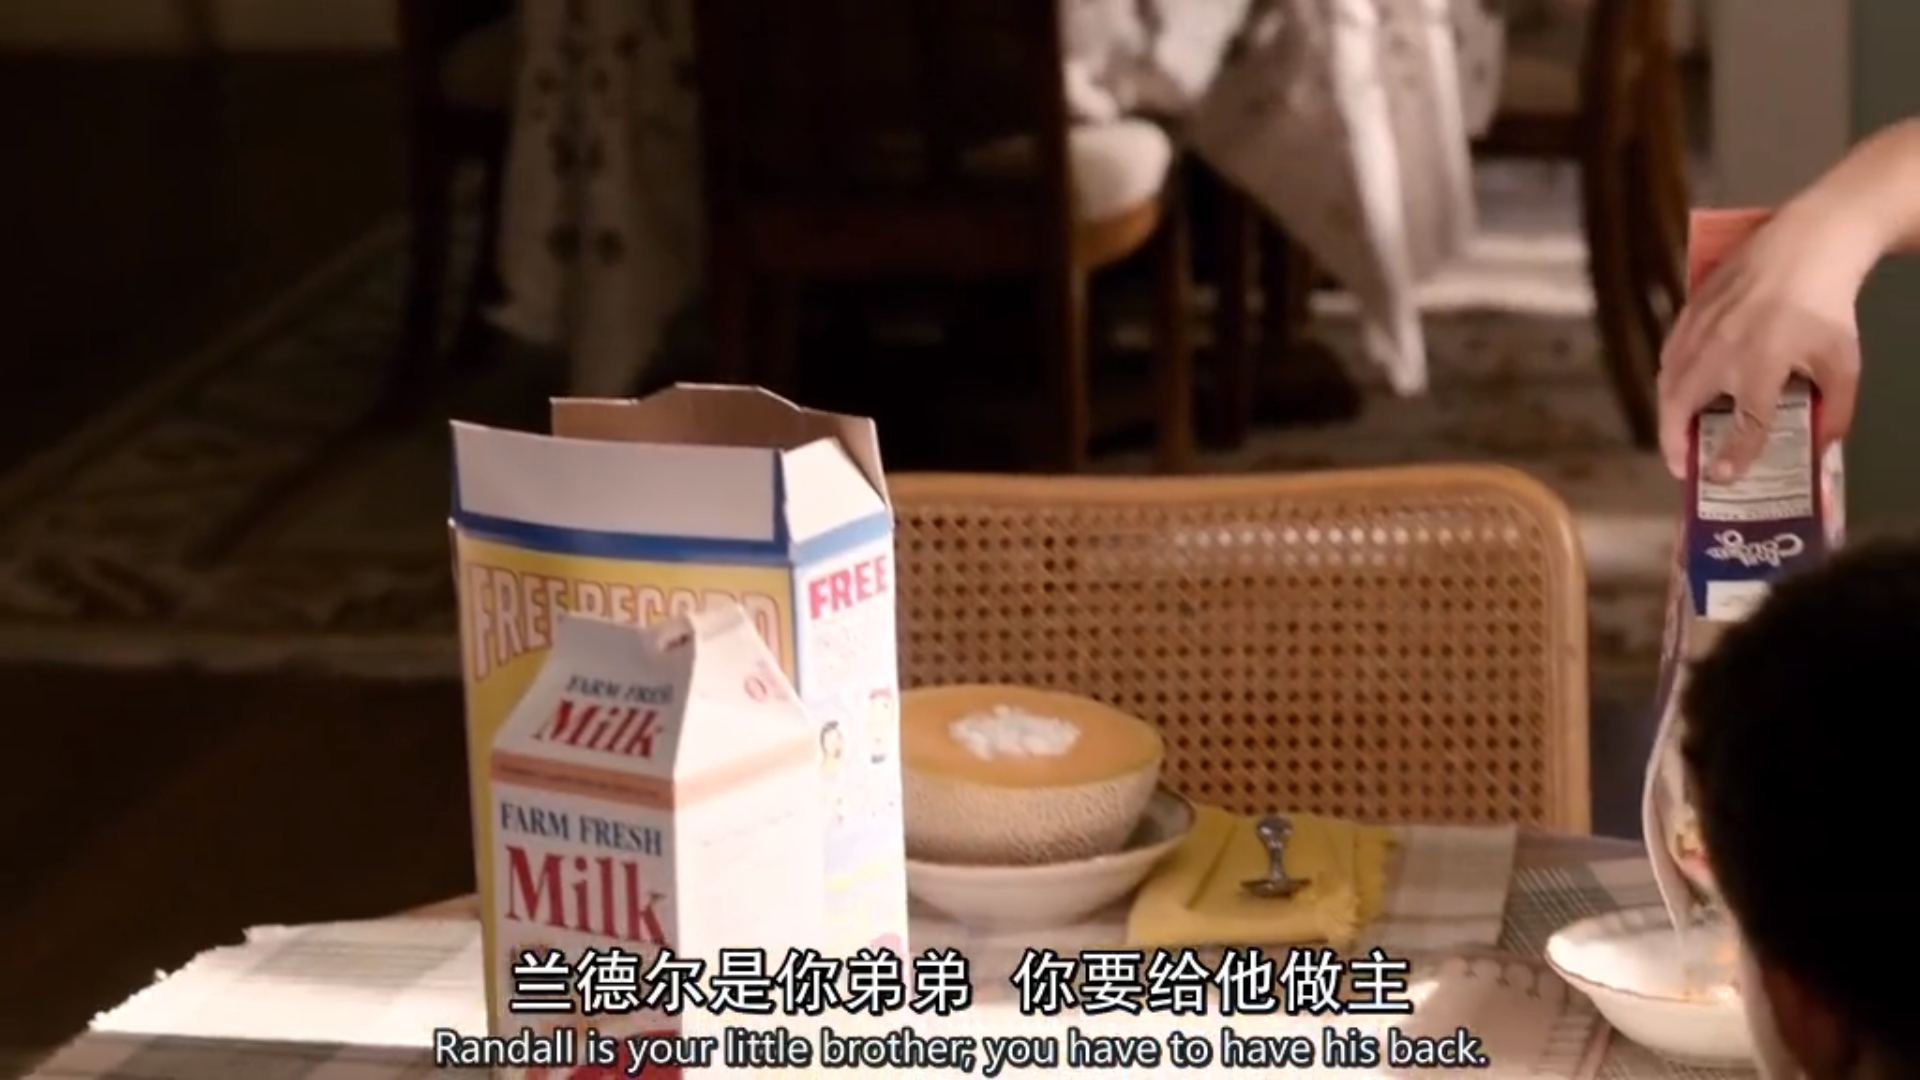 FREE RECORD
FREE
FARM FRESH
Milk
FARM FRESH
Milk
兰德尔是你弟弟 你要给他做主
Randall is your little brother; you have to have his back.